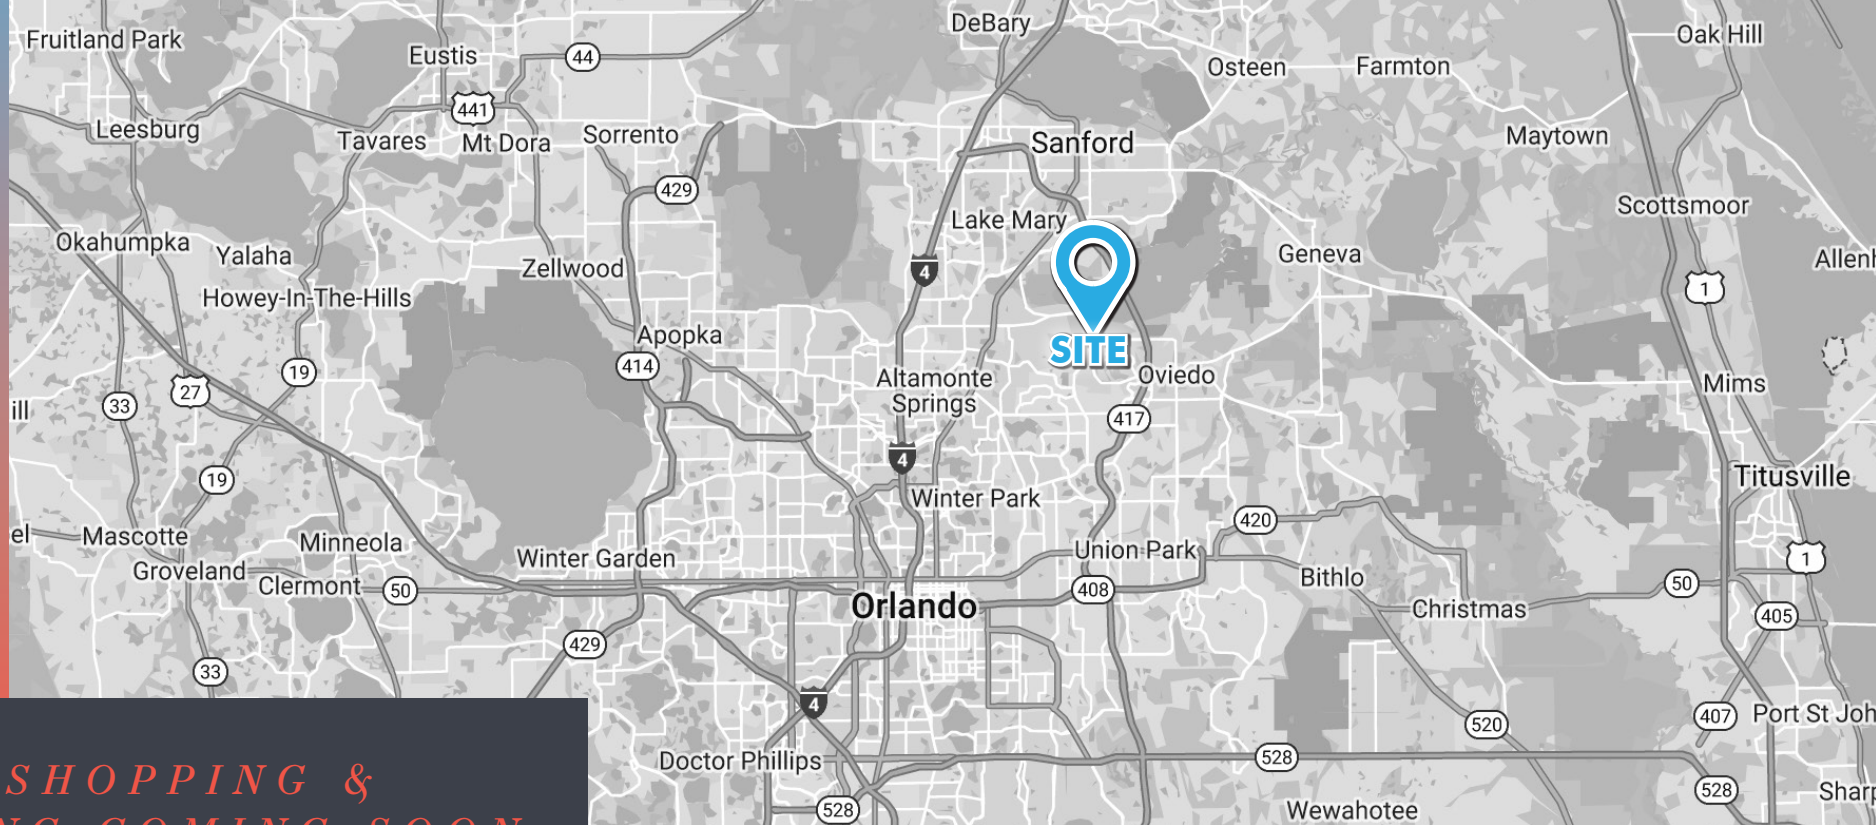 DeBary
Oak Hill
Fruitland Park
Eustis
44
Osteen
Farmton
441
Leesburg
Tavares
Mt Dora
Sorrento
Sanford
Maytown
429
Lake Mary
Scottsmoor
Okahumpka
Yalaha
Zellwood
4
Geneva
1
Howey-In-The-Hills
Apopka
SITE
414
19
27
33
Altamonte
Springs
Oviedo
Mims
417
4
19
Winter Park
Titusville
420
Mascotte
Minneola
Winter Garden
Union Park
1
Groveland
Clermont
50
Orlando
408
Bithlo
Christmas
50
405
429
33
4
520
407
Doctor Phillips
528
528
528
Wewahotee
Port St
SHOPPING &
COMING SOON